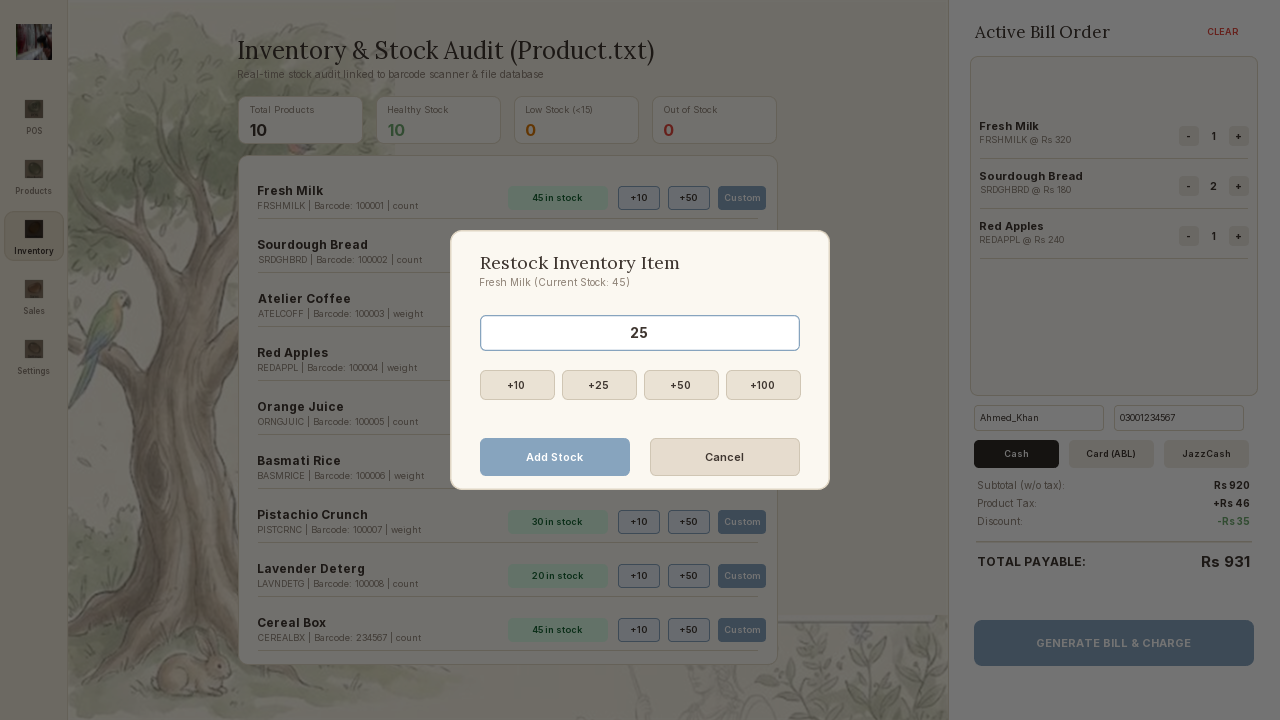 POS
Products
Inventory
Sales
Settings
Inventory & Stock Audit (Product.txt)
Real-time stock audit linked to barcode scanner & file database
Total Products
10
Healthy Stock
10
Low Stock (<15)
0
Out of Stock
0
Fresh Milk
FRSHMILK | Barcode: 100001 | count
45 in stock
+10
+50
Custom
Sourdough Bread
SRDGHBRD | Barcode: 100002 | count
Atelier Coffee
ATELCOFF | Barcode: 100003 | weight
Red Apples
REDAPPL | Barcode: 100004 | weight
Orange Juice
ORNGJUIC | Barcode: 100005 | count
Basmati Rice
BASMRICE | Barcode: 100006 | weight
Pistachio Crunch
PISTCRNC | Barcode: 100007 | weight
30 in stock
+10
+50
Custom
Lavender Deterg
LAVNDETG | Barcode: 100008 | count
20 in stock
+10
+50
Custom
Cereal Box
CEREALBX | Barcode: 234567 | count
45 in stock
+10
+50
Custom
Restock Inventory Item
Fresh Milk (Current Stock: 45)
25
+10
+25
+50
+100
Add Stock
Cancel
Active Bill Order
CLEAR
Fresh Milk
FRSHMILK @ Rs 320
- 1 +
Sourdough Bread
SRDGHBRD @ Rs 180
- 2 +
Red Apples
REDAPPL @ Rs 240
- 1 +
Ahmed_Khan
03001234567
Cash
Card (ABL)
JazzCash
Subtotal (w/o tax): Rs 920
Product Tax: +Rs 46
Discount: -Rs 35
TOTAL PAYABLE: Rs 931
GENERATE BILL & CHARGE